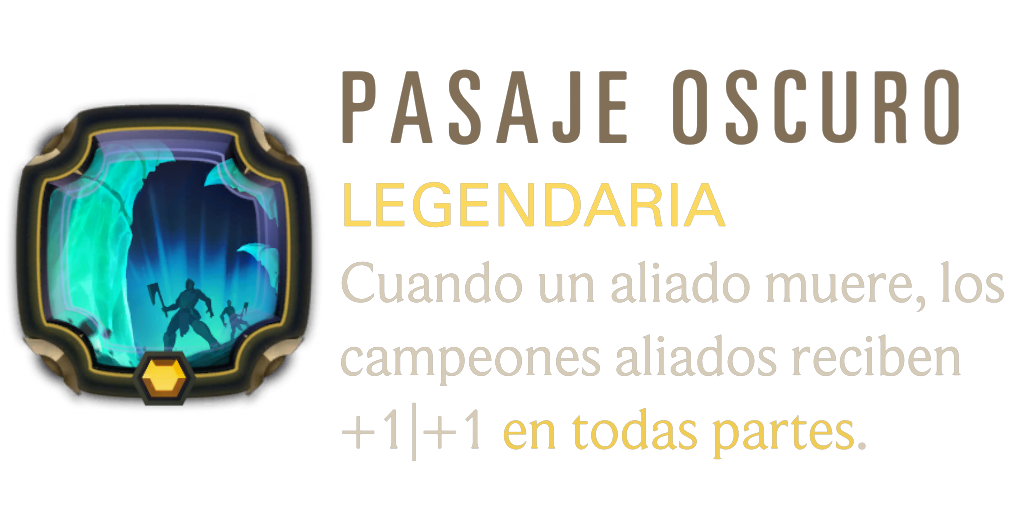 PASAJE OSCURO
LEGENDARIA
Cuando un aliado muere, los
campeones aliados reciben
+1|+1 en todas partes.